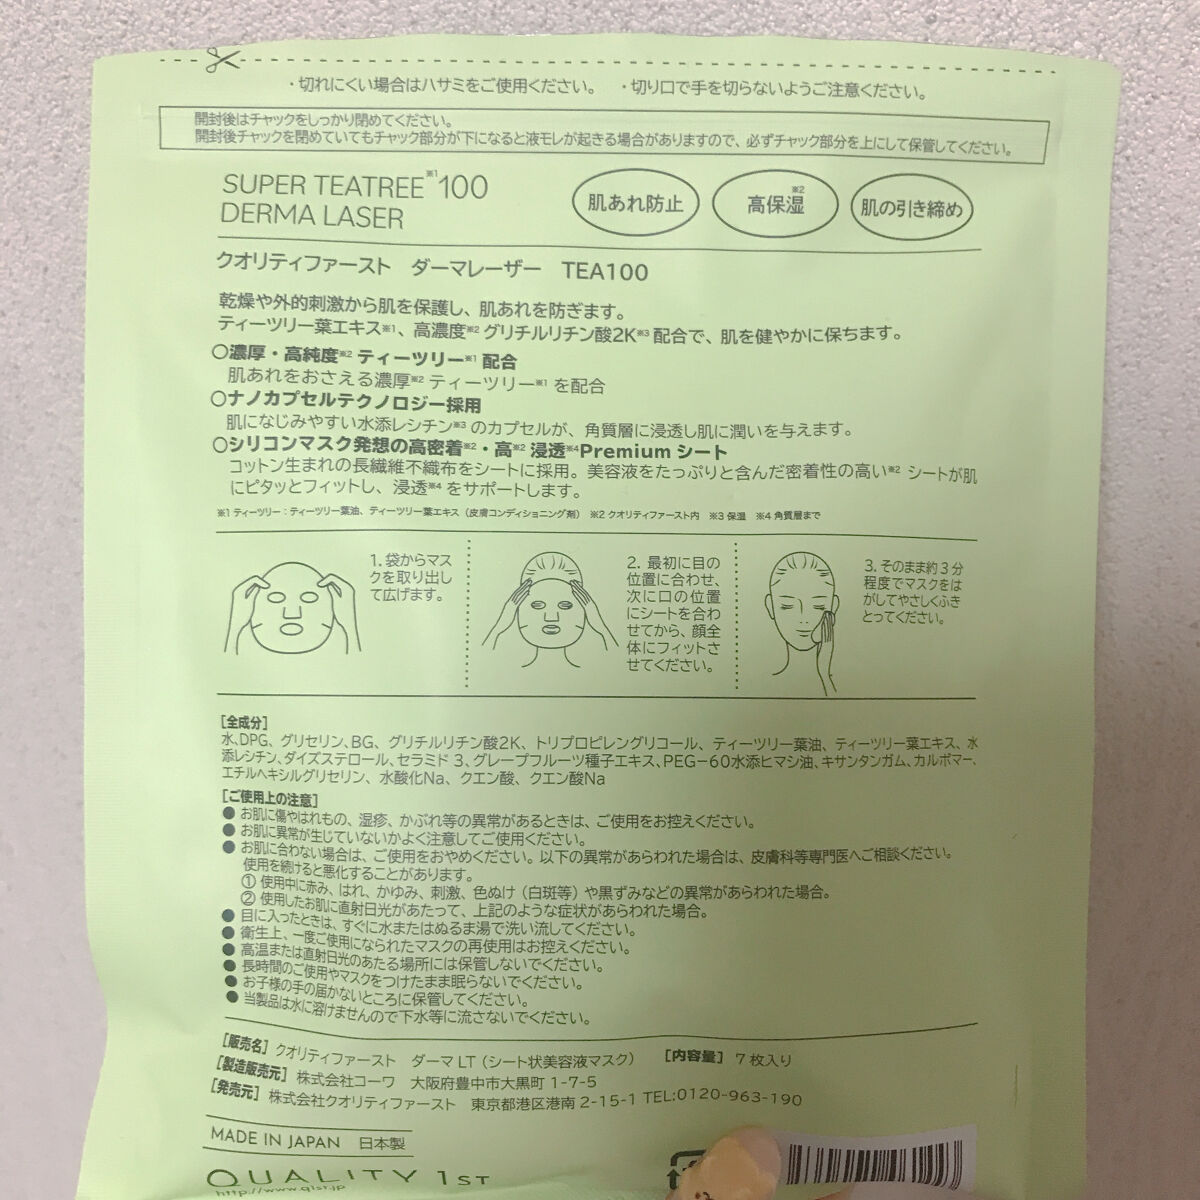 ・切れにくい場合はハサミをご使用ください。 ・切り口で手を切らないようご注意ください。
開封後はチャックをしっかり閉めてください。
開封後チャックを閉めていてもチャック部分が下になると液モレが起きる場合がありますので、必ずチャック部分を上にして保管してください。
SUPER TEATREE※1 100
DERMA LASER
肌あれ防止 高保湿※2 肌の引き締め
クオリティファースト ダーマレーザー TEA100
乾燥や外的刺激から肌を保護し、肌あれを防ぎます。
ティーツリー葉エキス※1、高濃度※2 グリチルリチン酸2K※3 配合で、肌を健やかに保ちます。
○濃厚・高純度※2 ティーツリー※1 配合
肌あれをおさえる濃厚※2 ティーツリー※1 を配合
○ナノカプセルテクノロジー採用
肌になじみやすい水添レシチン※3 のカプセルが、角質層に浸透し肌に潤いを与えます。
○シリコンマスク発想の高密着※2・高※2 浸透※4Premium シート
コットン生まれの長繊維不織布をシートに採用。美容液をたっぷりと含んだ密着性の高い※2 シートが肌
にピタッとフィットし、浸透※4 をサポートします。
※1 ティーツリー：ティーツリー葉油、ティーツリー葉エキス（皮膚コンディショニング剤） ※2 クオリティファースト内 ※3 保湿 ※4 角質層まで
1. 袋からマス
クを取り出し
て広げます。
2. 最初に目の
位置に合わせ、
次に口の位置
にシートを合わ
せてから、顔全
体にフィットさ
せてください。
3. そのまま約3分
程度でマスクをは
がしてやさしくふき
とってください。
［全成分］
水、DPG、グリセリン、BG、グリチルリチン酸2K、トリプロピレングリコール、ティーツリー葉油、ティーツリー葉エキス、水
添レシチン、ダイズステロール、セラミド 3、グレープフルーツ種子エキス、PEG-60水添ヒマシ油、キサンタンガム、カルボマー、
エチルヘキシルグリセリン、水酸化Na、クエン酸、クエン酸Na
［ご使用上の注意］
● お肌に傷やはれもの、湿疹、かぶれ等の異常があるときは、ご使用をお控えください。
● お肌に異常が生じていないかよく注意してご使用ください。
● お肌に合わない場合は、ご使用をおやめください。以下の異常があらわれた場合は、皮膚科等専門医へご相談ください。
使用を続けると悪化することがあります。
① 使用中に赤み、はれ、かゆみ、刺激、色ぬけ（白斑等）や黒ずみなどの異常があらわれた場合。
② 使用したお肌に直射日光があたって、上記のような症状があらわれた場合。
● 目に入ったときは、すぐに水またはぬるま湯で洗い流してください。
● 衛生上、一度ご使用になられたマスクの再使用はお控えください。
● 高温または直射日光のあたる場所には保管しないでください。
● 長時間のご使用やマスクをつけたまま眠らないでください。
● お子様の手の届かないところに保管してください。
● 当製品は水に溶けませんので下水等に流さないでください。
［販売名］クオリティファースト ダーマ LT（シート状美容液マスク） ［内容量］7 枚入り
［製造販売元］株式会社コーワ 大阪府豊中市大黒町 1-7-5
［発売元］株式会社クオリティファースト 東京都港区港南 2-15-1 TEL:0120-963-190
MADE IN JAPAN 日本製
QUALITY 1ST
http://www.q1st.jp